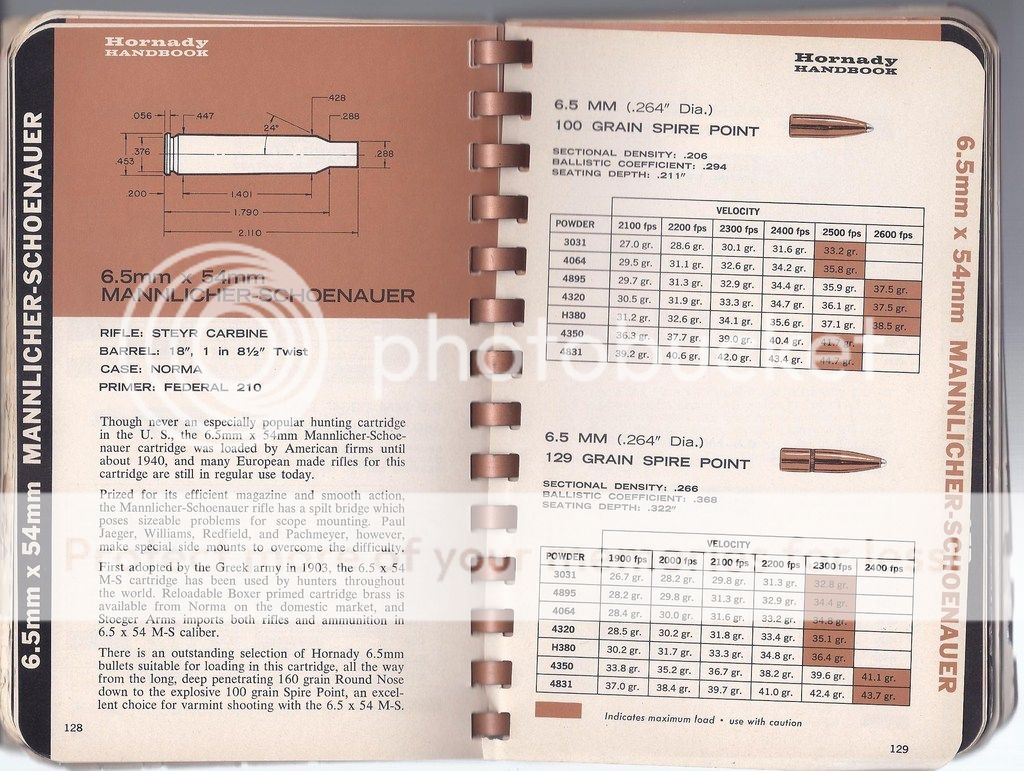 Hornady
HANDBOOK
6.5mm x 54mm MANNLICHER-SCHOENAUER
.428
.056
.447
24°
.288
.376
.453
.288
.200
1.401
1.790
2.110
6.5mm x 54mm
MANNLICHER-SCHOENAUER
RIFLE: STEYR CARBINE
BARREL: 18", 1 in 8½" Twist
CASE: NORMA
PRIMER: FEDERAL 210
Though never an especially popular hunting cartridge
in the U. S., the 6.5mm x 54mm Mannlicher-Schoe-
nauer cartridge was loaded by American firms until
about 1940, and many European made rifles for this
cartridge are still in regular use today.
Prized for its efficient magazine and smooth action,
the Mannlicher-Schoenauer rifle has a spilt bridge which
poses sizeable problems for scope mounting. Paul
Jaeger, Williams, Redfield, and Pachmeyer, however,
make special side mounts to overcome the difficulty.
First adopted by the Greek army in 1903, the 6.5 x 54
M-S cartridge has been used by hunters throughout
the world. Reloadable Boxer primed cartridge brass is
available from Norma on the domestic market, and
Stoeger Arms imports both rifles and ammunition in
6.5 x 54 M-S caliber.
There is an outstanding selection of Hornady 6.5mm
bullets suitable for loading in this cartridge, all the way
from the long, deep penetrating 160 grain Round Nose
down to the explosive 100 grain Spire Point, an excel-
lent choice for varmint shooting with the 6.5 x 54 M-S.
128
Hornady
HANDBOOK
6.5 MM (.264" Dia.)
100 GRAIN SPIRE POINT
SECTIONAL DENSITY: .206
BALLISTIC COEFFICIENT: .294
SEATING DEPTH: .211"
VELOCITY
POWDER 2100 fps 2200 fps 2300 fps 2400 fps 2500 fps 2600 fps
3031 27.0 gr. 28.6 gr. 30.1 gr. 31.6 gr. 33.2 gr.
4064 29.5 gr. 31.1 gr. 32.6 gr. 34.2 gr. 35.8 gr.
4895 29.7 gr. 31.3 gr. 32.9 gr. 34.4 gr. 35.9 gr. 37.5 gr.
4320 30.5 gr. 31.9 gr. 33.3 gr. 34.7 gr. 36.1 gr. 37.5 gr.
H380 31.2 gr. 32.6 gr. 34.1 gr. 35.6 gr. 37.1 gr. 38.5 gr.
4350 36.3 gr. 37.7 gr. 39.0 gr. 40.4 gr. 41.7 gr.
4831 39.2 gr. 40.6 gr. 42.0 gr. 43.4 gr. 44.7 gr.
photobucket
6.5 MM (.264" Dia.)
129 GRAIN SPIRE POINT
SECTIONAL DENSITY: .266
BALLISTIC COEFFICIENT: .368
SEATING DEPTH: .322"
VELOCITY
POWDER 1900 fps 2000 fps 2100 fps 2200 fps 2300 fps 2400 fps
3031 26.7 gr. 28.2 gr. 29.8 gr. 31.3 gr. 32.8 gr.
4895 28.2 gr. 29.8 gr. 31.3 gr. 32.9 gr. 34.4 gr.
4064 28.4 gr. 30.0 gr. 31.6 gr. 33.2 gr. 34.8 gr.
4320 28.5 gr. 30.2 gr. 31.8 gr. 33.4 gr. 35.1 gr.
H380 30.2 gr. 31.7 gr. 33.3 gr. 34.8 gr. 36.4 gr.
4350 33.8 gr. 35.2 gr. 36.7 gr. 38.2 gr. 39.6 gr. 41.1 gr.
4831 37.0 gr. 38.4 gr. 39.7 gr. 41.0 gr. 42.4 gr. 43.7 gr.
Indicates maximum load • use with caution
129
6.5mm x 54mm MANNLICHER-SCHOENAUER
of your for less!